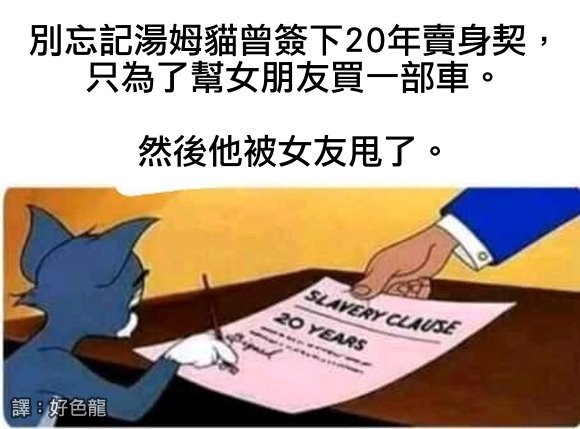 別忘記湯姆貓曾簽下20年賣身契，
只為了幫女朋友買一部車。
然後他被女友甩了。
SLAVERY CLAUSE
20 YEARS
譯：好色龍